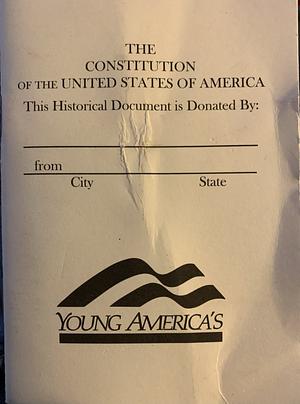 THE
CONSTITUTION
OF THE UNITED STATES OF AMERICA
This Historical Document is Donated By:
from
City State
YOUNG AMERICA'S